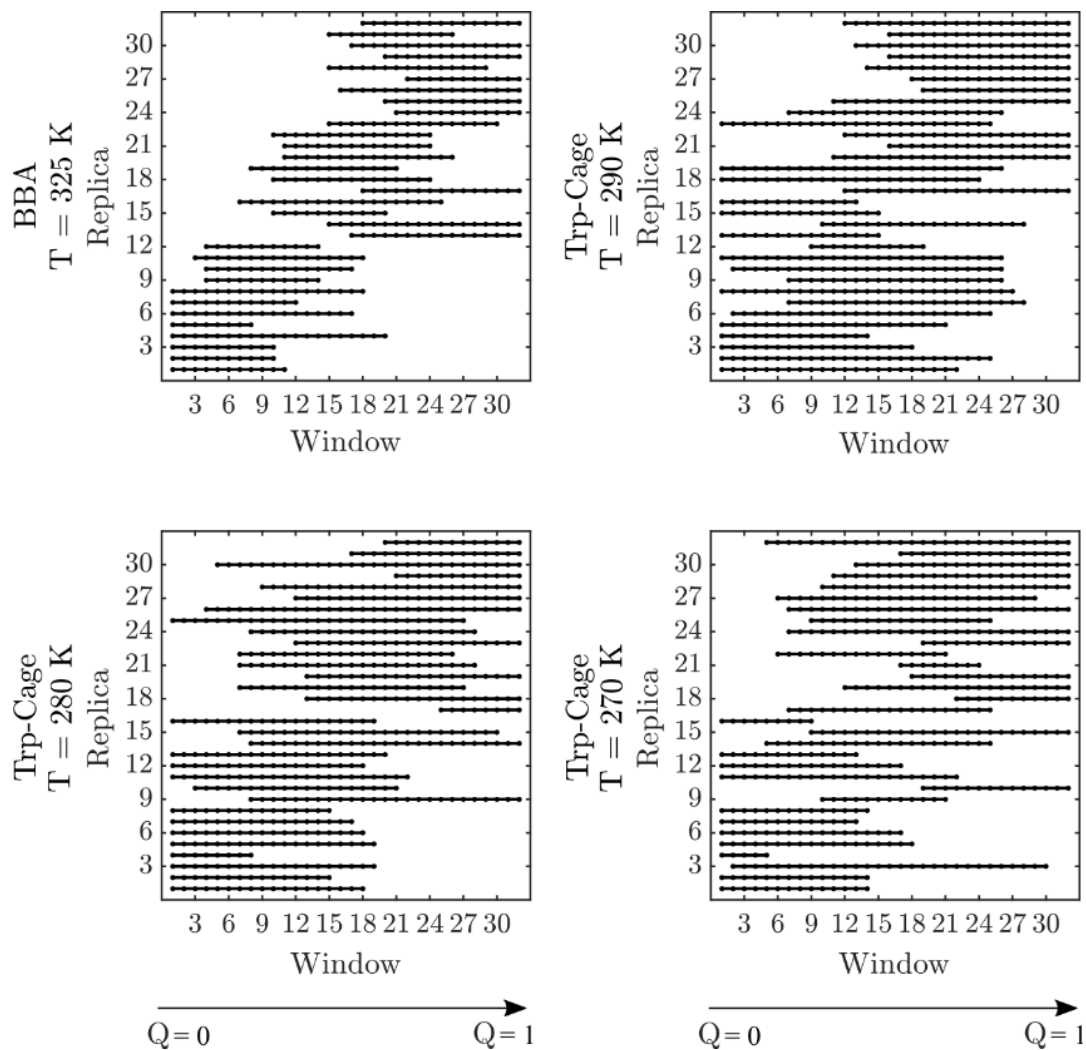 BBA
T = 325 K
Replica
30
27
24
21
18
15
12
9
6
3
3 6 9 12 15 18 21 24 27 30
Window
Trp-Cage
T = 290 K
Replica
30
27
24
21
18
15
12
9
6
3
3 6 9 12 15 18 21 24 27 30
Window
Trp-Cage
T = 280 K
Replica
30
27
24
21
18
15
12
9
6
3
3 6 9 12 15 18 21 24 27 30
Window
Q = 0 Q = 1
Trp-Cage
T = 270 K
Replica
30
27
24
21
18
15
12
9
6
3
3 6 9 12 15 18 21 24 27 30
Window
Q = 0 Q = 1